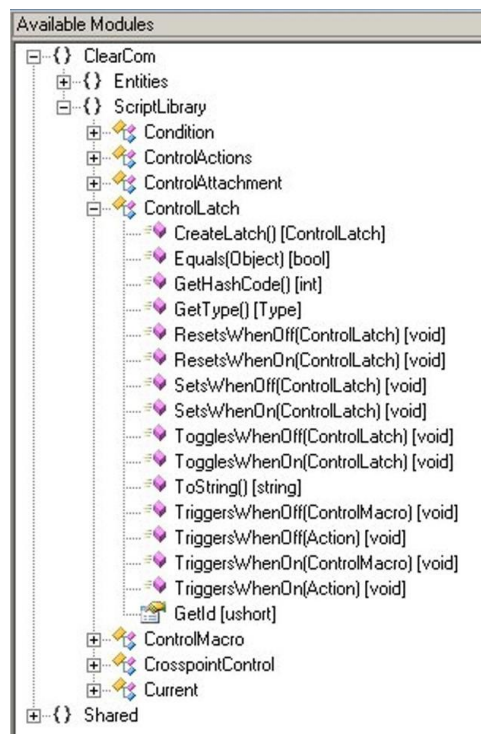 Available Modules
{} ClearCom
{} Entities
{} ScriptLibrary
Condition
ControlActions
ControlAttachment
ControlLatch
CreateLatch() [ControlLatch]
Equals(Object) [bool]
GetHashCode() [int]
GetType() [Type]
ResetsWhenOff(ControlLatch) [void]
ResetsWhenOn(ControlLatch) [void]
SetsWhenOff(ControlLatch) [void]
SetsWhenOn(ControlLatch) [void]
TogglesWhenOff(ControlLatch) [void]
TogglesWhenOn(ControlLatch) [void]
ToString() [string]
TriggersWhenOff(ControlMacro) [void]
TriggersWhenOff(Action) [void]
TriggersWhenOn(ControlMacro) [void]
TriggersWhenOn(Action) [void]
GetId [ushort]
ControlMacro
CrosspointControl
Current
{} Shared